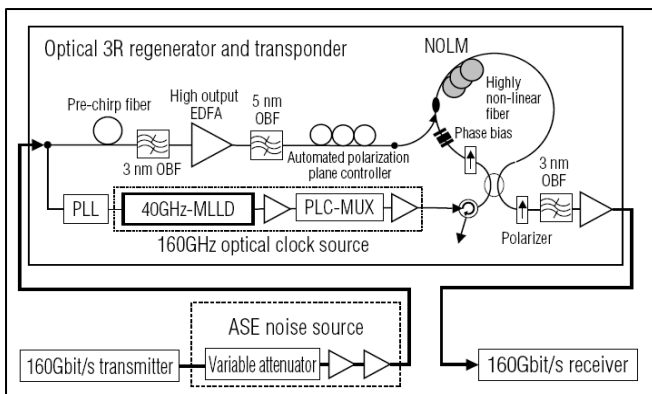 Optical 3R regenerator and transponder
NOLM
Pre-chirp fiber
High output
EDFA
5 nm
OBF
Highly
non-linear
fiber
Phase bias
3 nm OBF
Automated polarization
plane controller
3 nm
OBF
PLL
40GHz-MLLD
PLC-MUX
160GHz optical clock source
Polarizer
ASE noise source
160Gbit/s transmitter
Variable attenuator
160Gbit/s receiver